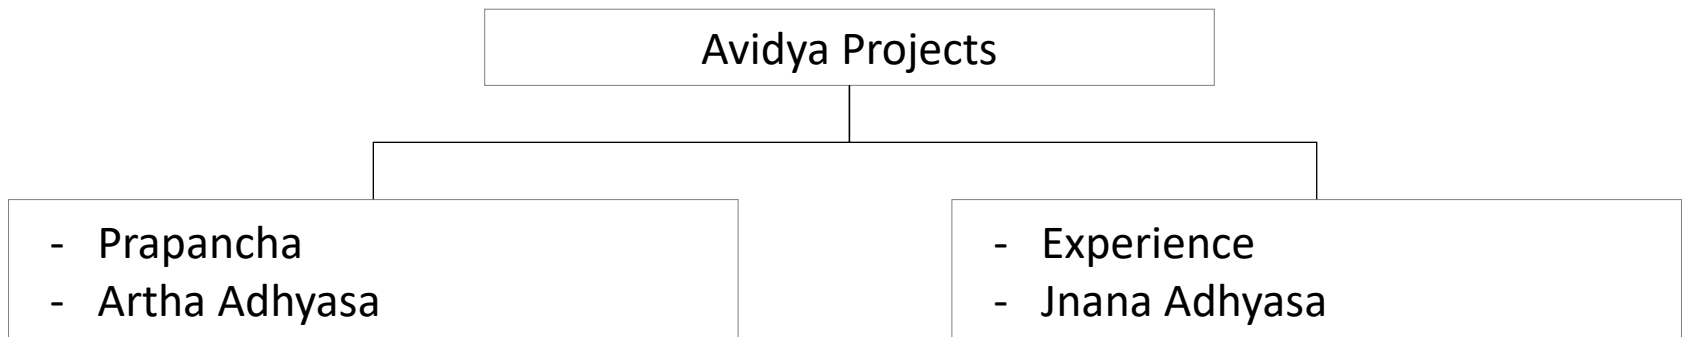 Avidya Projects
- Prapancha
- Artha Adhyasa
- Experience
- Jnana Adhyasa